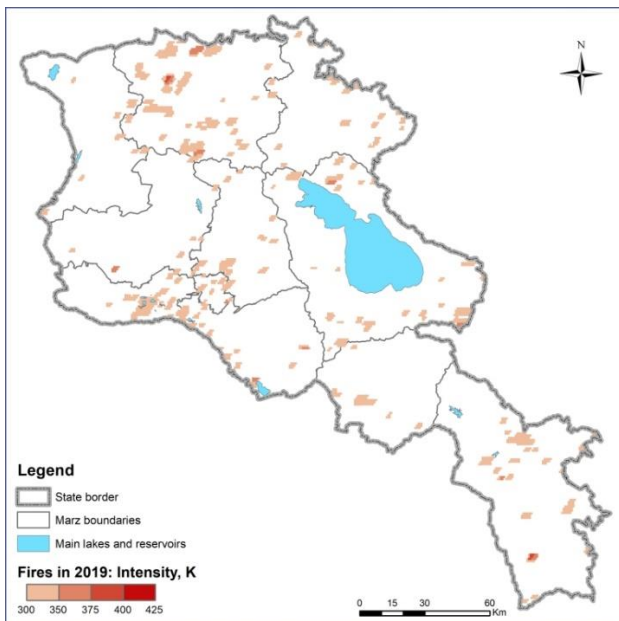 N
Legend
State border
Marz boundaries
Main lakes and reservoirs
Fires in 2019: Intensity, K
300 350 375 400 425
0 15 30 60
Km